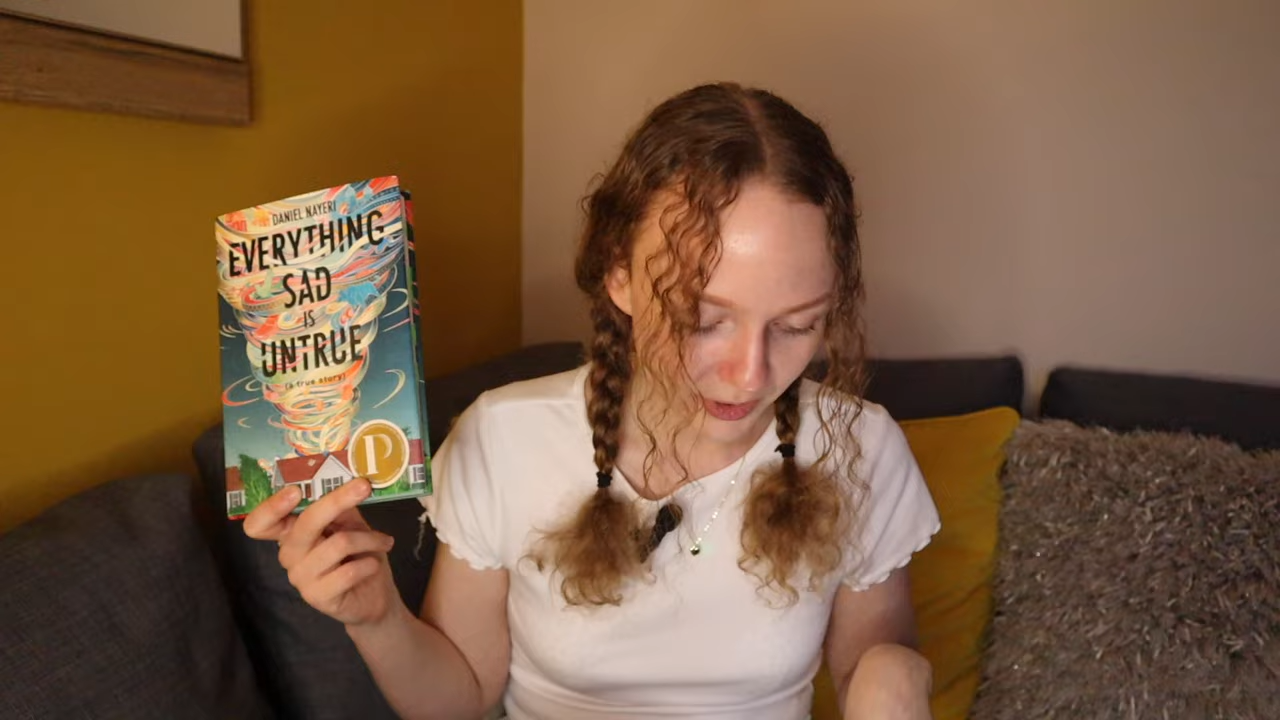 DANIEL NAYERI
EVERYTHING
SAD
IS
UNTRUE
(a true story)
P